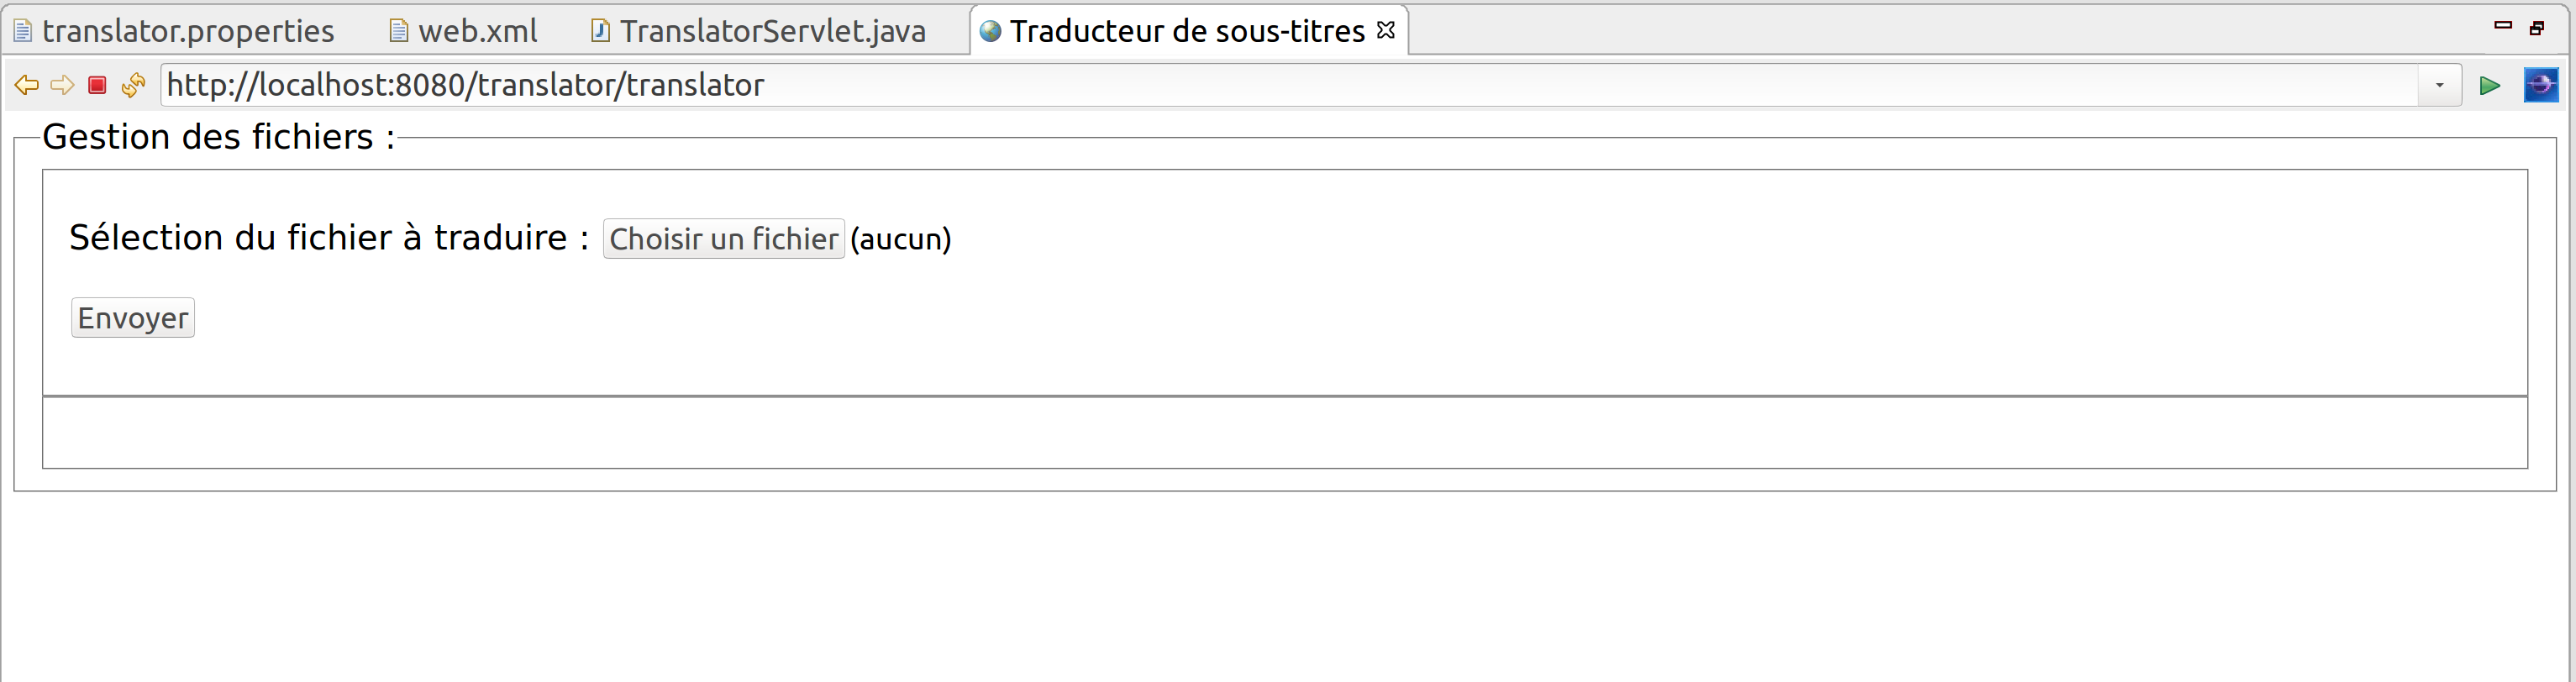 translator.properties web.xml TranslatorServlet.java Traducteur de sous-titres
http://localhost:8080/translator/translator
Gestion des fichiers :
Sélection du fichier à traduire : Choisir un fichier (aucun)
Envoyer